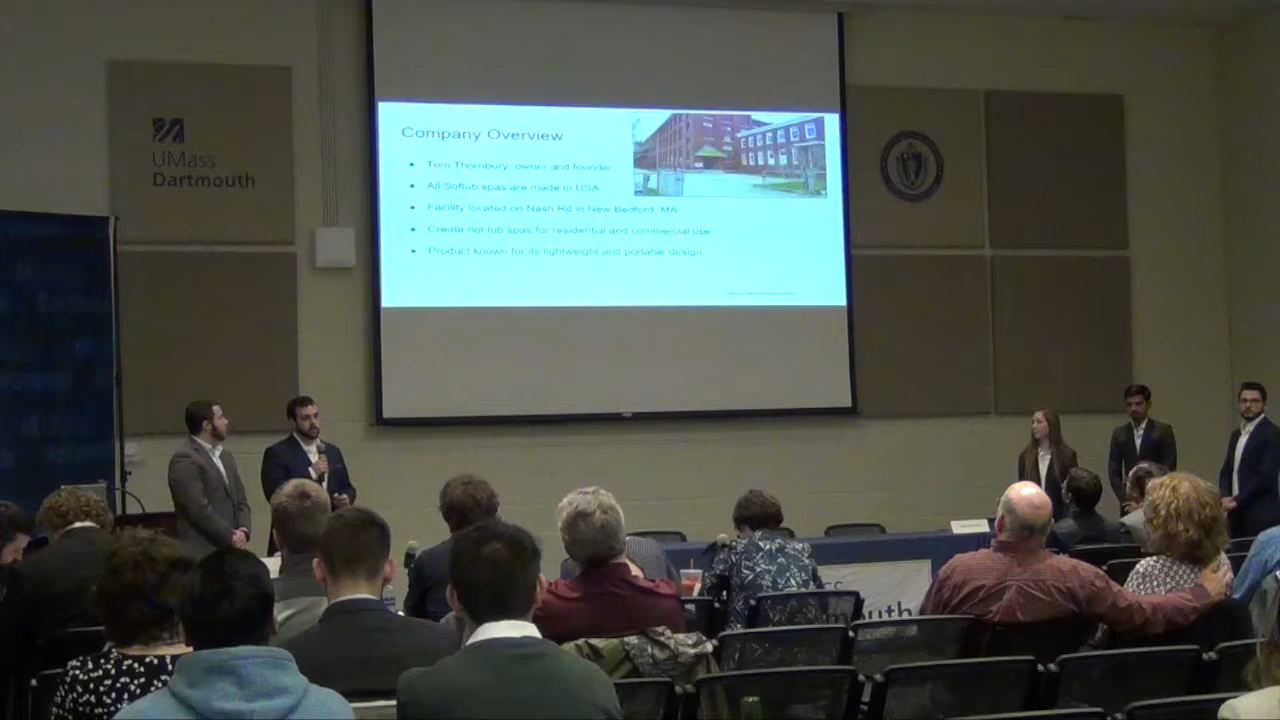 UMass
Dartmouth
Company Overview
• Tom Thornbury, owner and founder
• All Softub spas are made in USA
• Facility located on Nash Rd in New Bedford, MA
• Create hot tub spas for residential and commercial use
• Product known for its lightweight and portable design